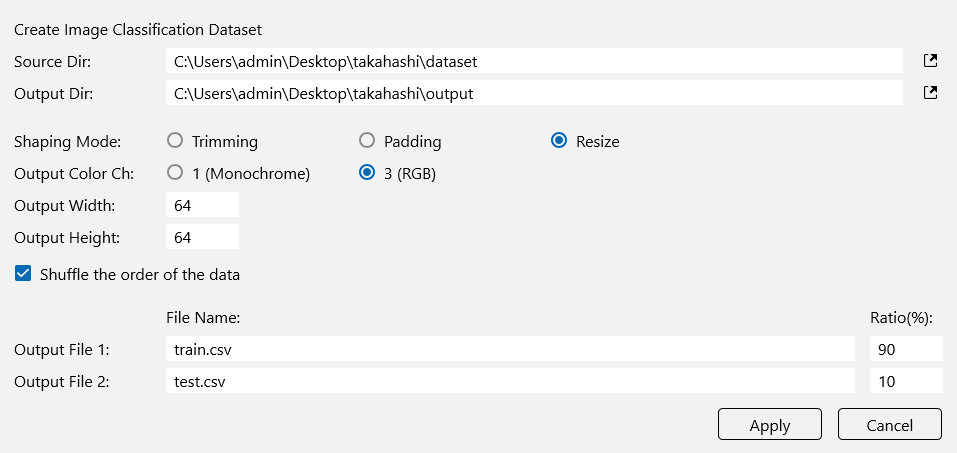 Create Image Classification Dataset
Source Dir: C:\Users\admin\Desktop\takahashi\dataset
Output Dir: C:\Users\admin\Desktop\takahashi\output
Shaping Mode: Trimming Padding Resize
Output Color Ch: 1 (Monochrome) 3 (RGB)
Output Width: 64
Output Height: 64
Shuffle the order of the data
File Name: Ratio(%):
Output File 1: train.csv 90
Output File 2: test.csv 10
Apply Cancel